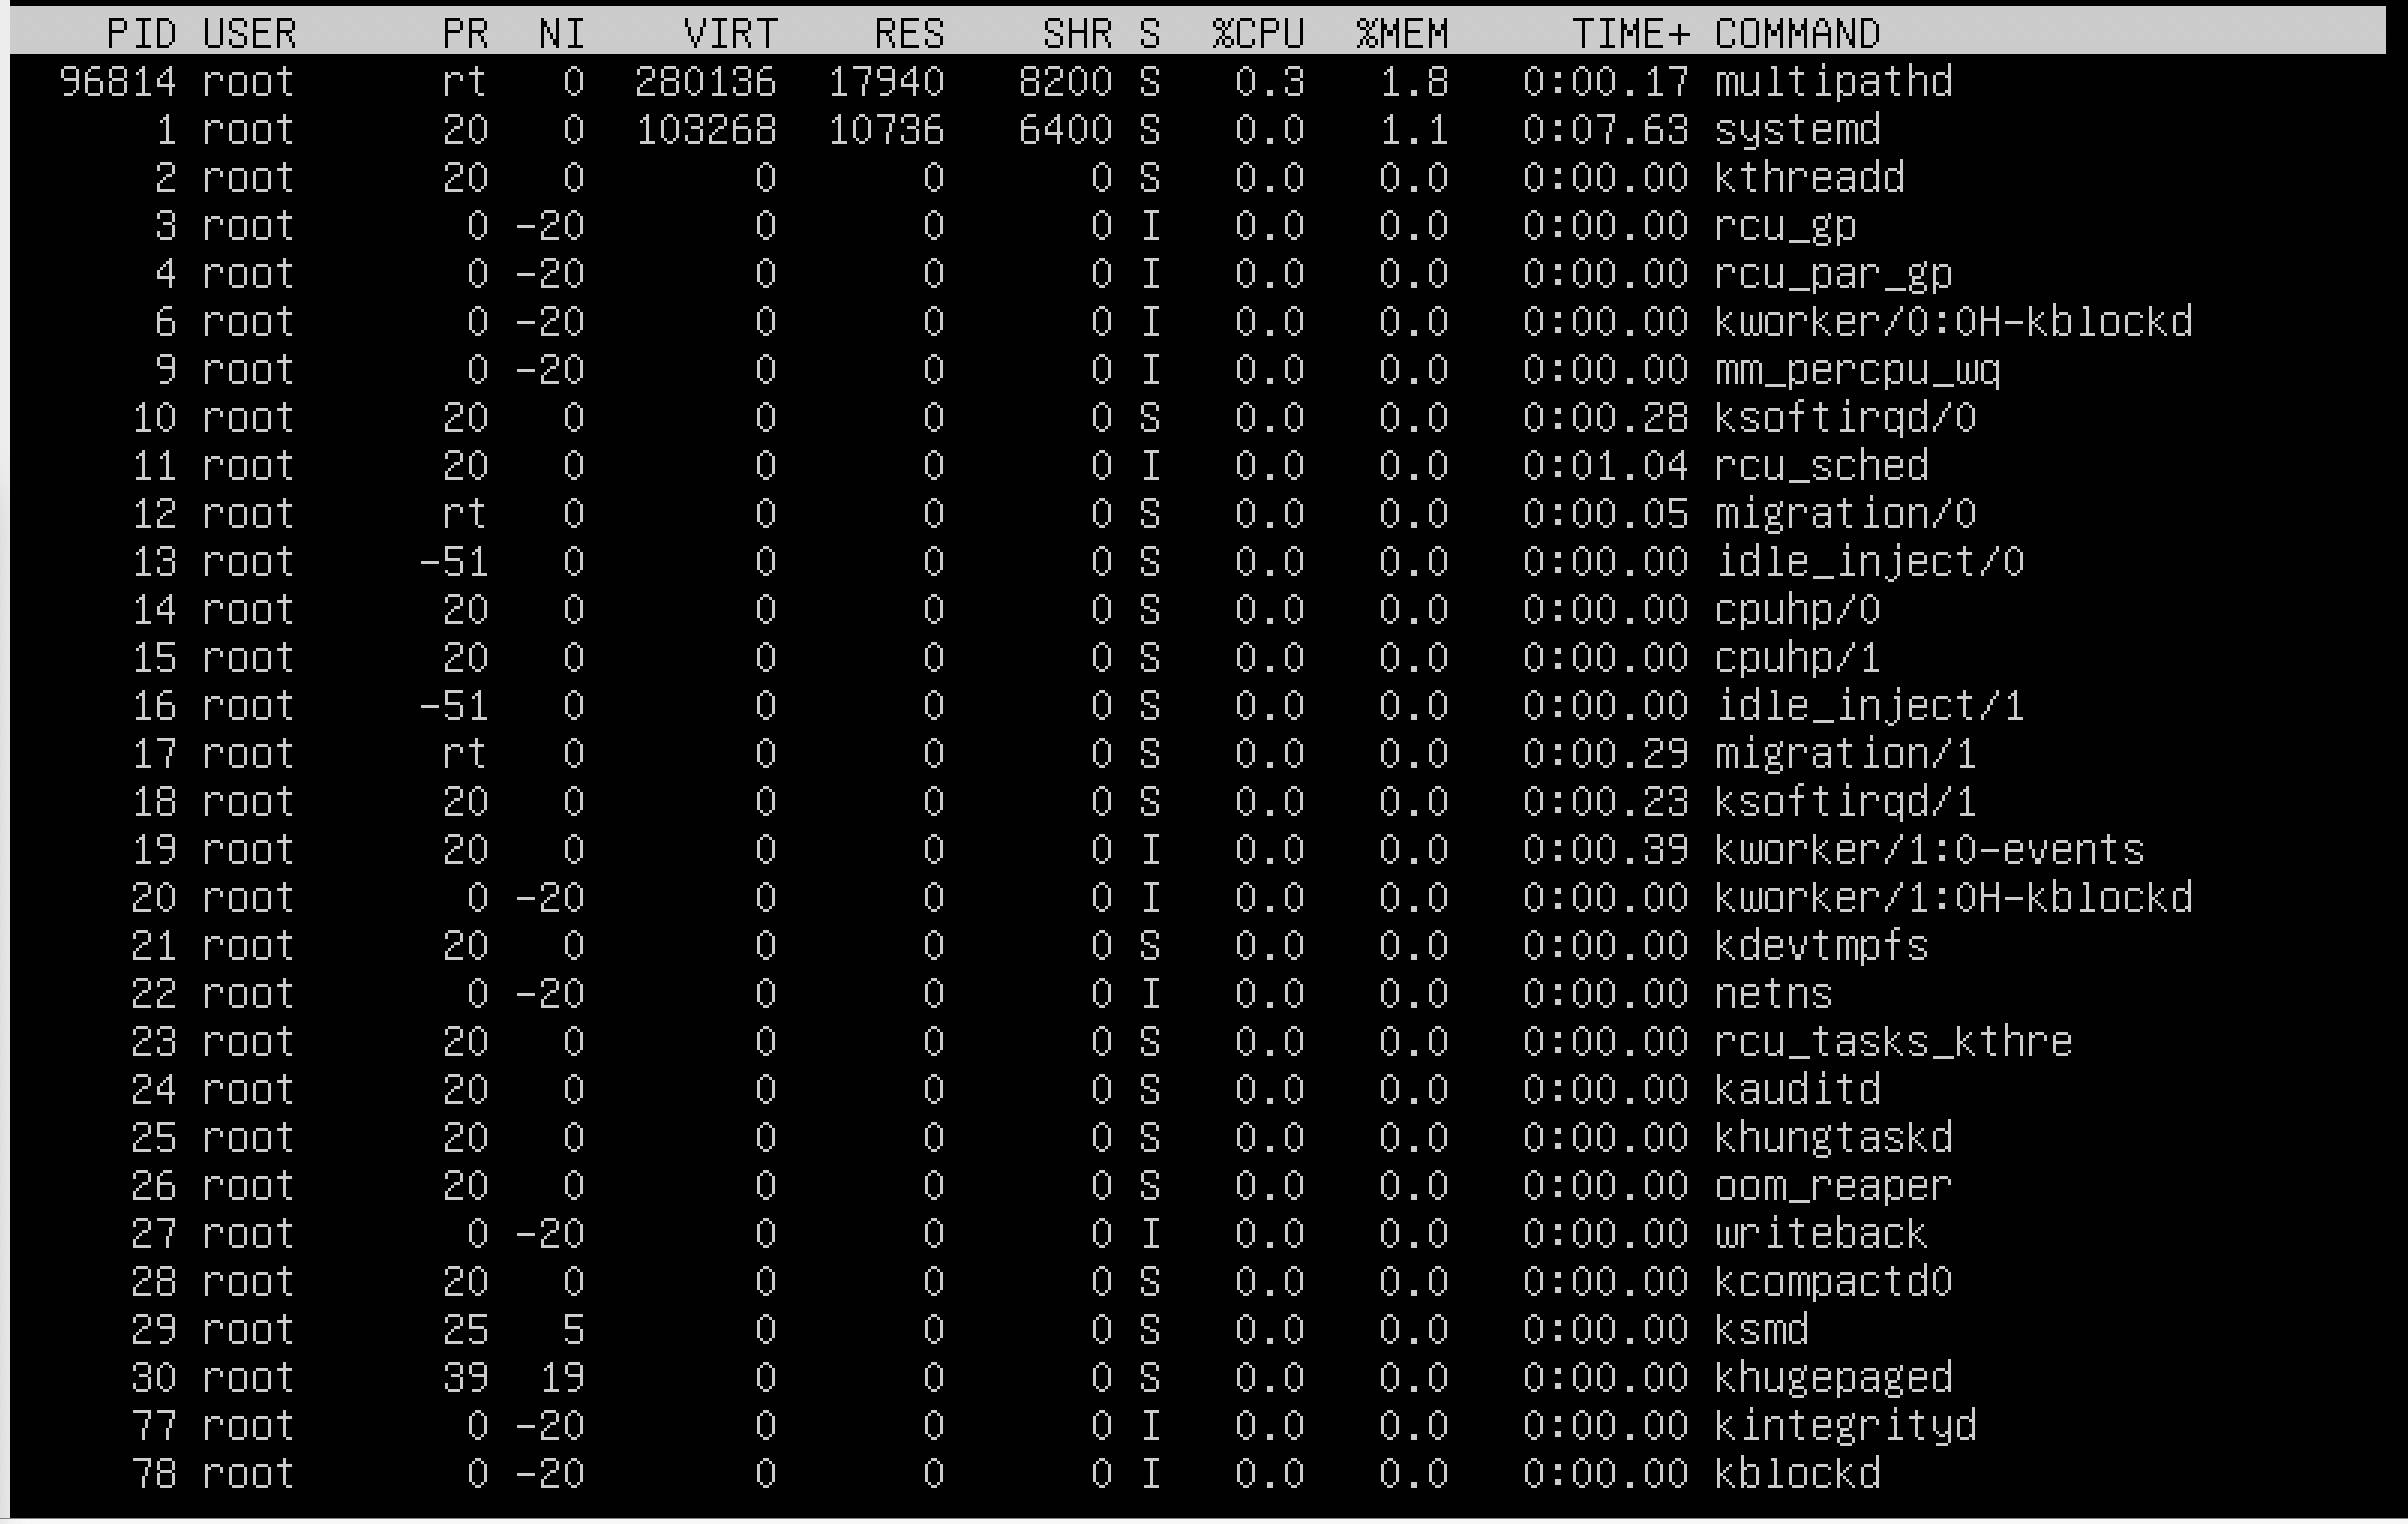 PID USER PR NI VIRT RES SHR S %CPU %MEM TIME+ COMMAND
96814 root rt 0 280136 17940 8200 S 0.3 1.8 0:00.17 multipathd
1 root 20 0 103268 10736 6400 S 0.0 1.1 0:07.63 systemd
2 root 20 0 0 0 0 S 0.0 0.0 0:00.00 kthreadd
3 root 0 -20 0 0 0 I 0.0 0.0 0:00.00 rcu_gp
4 root 0 -20 0 0 0 I 0.0 0.0 0:00.00 rcu_par_gp
6 root 0 -20 0 0 0 I 0.0 0.0 0:00.00 kworker/0:0H-kblockd
9 root 0 -20 0 0 0 I 0.0 0.0 0:00.00 mm_percpu_wq
10 root 20 0 0 0 0 S 0.0 0.0 0:00.28 ksoftirqd/0
11 root 20 0 0 0 0 I 0.0 0.0 0:01.04 rcu_sched
12 root rt 0 0 0 0 S 0.0 0.0 0:00.05 migration/0
13 root -51 0 0 0 0 S 0.0 0.0 0:00.00 idle_inject/0
14 root 20 0 0 0 0 S 0.0 0.0 0:00.00 cpuhp/0
15 root 20 0 0 0 0 S 0.0 0.0 0:00.00 cpuhp/1
16 root -51 0 0 0 0 S 0.0 0.0 0:00.00 idle_inject/1
17 root rt 0 0 0 0 S 0.0 0.0 0:00.29 migration/1
18 root 20 0 0 0 0 S 0.0 0.0 0:00.23 ksoftirqd/1
19 root 20 0 0 0 0 I 0.0 0.0 0:00.39 kworker/1:0-events
20 root 0 -20 0 0 0 I 0.0 0.0 0:00.00 kworker/1:0H-kblockd
21 root 20 0 0 0 0 S 0.0 0.0 0:00.00 kdevtmpfs
22 root 0 -20 0 0 0 I 0.0 0.0 0:00.00 netns
23 root 20 0 0 0 0 S 0.0 0.0 0:00.00 rcu_tasks_kthre
24 root 20 0 0 0 0 S 0.0 0.0 0:00.00 kauditd
25 root 20 0 0 0 0 S 0.0 0.0 0:00.00 khungtaskd
26 root 20 0 0 0 0 S 0.0 0.0 0:00.00 oom_reaper
27 root 0 -20 0 0 0 I 0.0 0.0 0:00.00 writeback
28 root 20 0 0 0 0 S 0.0 0.0 0:00.00 kcompactd0
29 root 25 5 0 0 0 S 0.0 0.0 0:00.00 ksmd
30 root 39 19 0 0 0 S 0.0 0.0 0:00.00 khugepaged
77 root 0 -20 0 0 0 I 0.0 0.0 0:00.00 kintegrityd
78 root 0 -20 0 0 0 I 0.0 0.0 0:00.00 kblockd